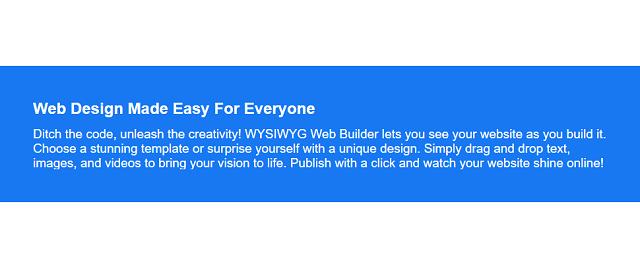 Web Design Made Easy For Everyone
Ditch the code, unleash the creativity! WYSIWYG Web Builder lets you see your website as you build it.
Choose a stunning template or surprise yourself with a unique design. Simply drag and drop text,
images, and videos to bring your vision to life. Publish with a click and watch your website shine online!